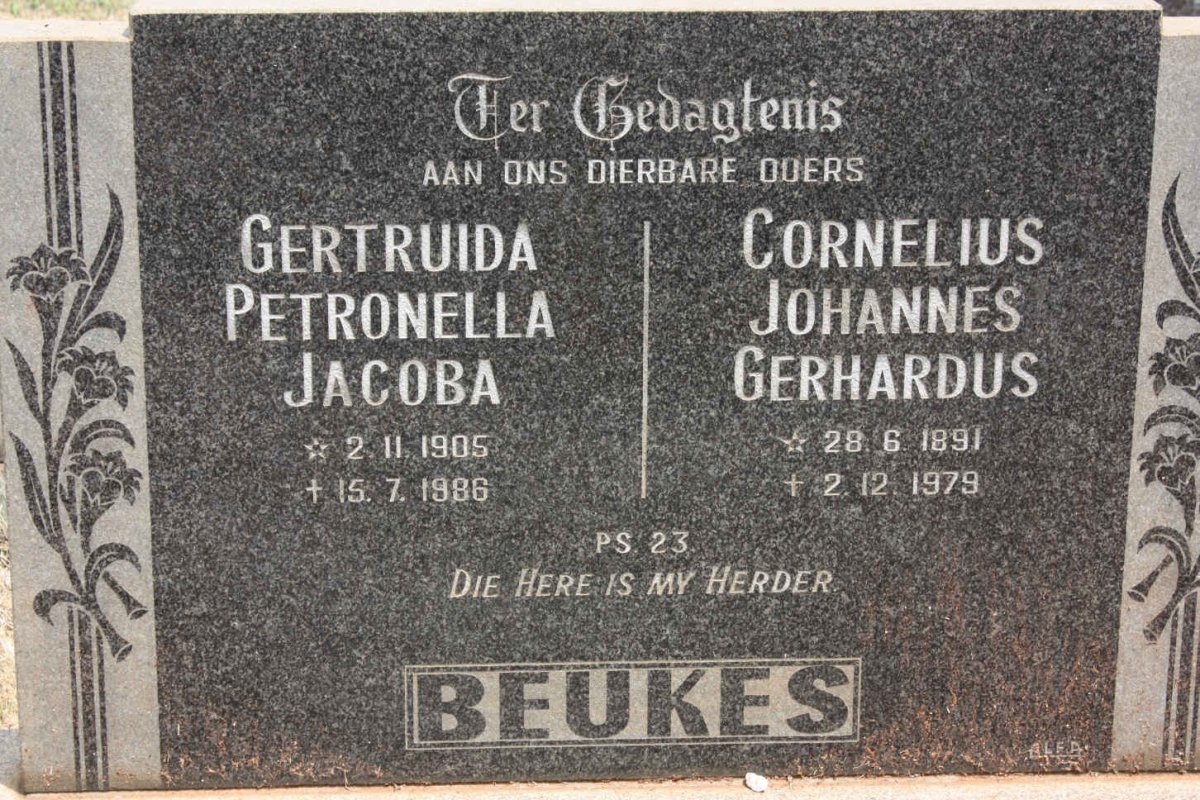 Ter Gedagtenis
AAN ONS DIERBARE OUERS
GERTRUIDA
PETRONELLA
JACOBA
☆ 2. 11. 1905
† 15. 7. 1986
CORNELIUS
JOHANNES
GERHARDUS
☆ 28. 6. 1891
† 2. 12. 1979
PS 23
DIE HERE IS MY HERDER
BEUKES